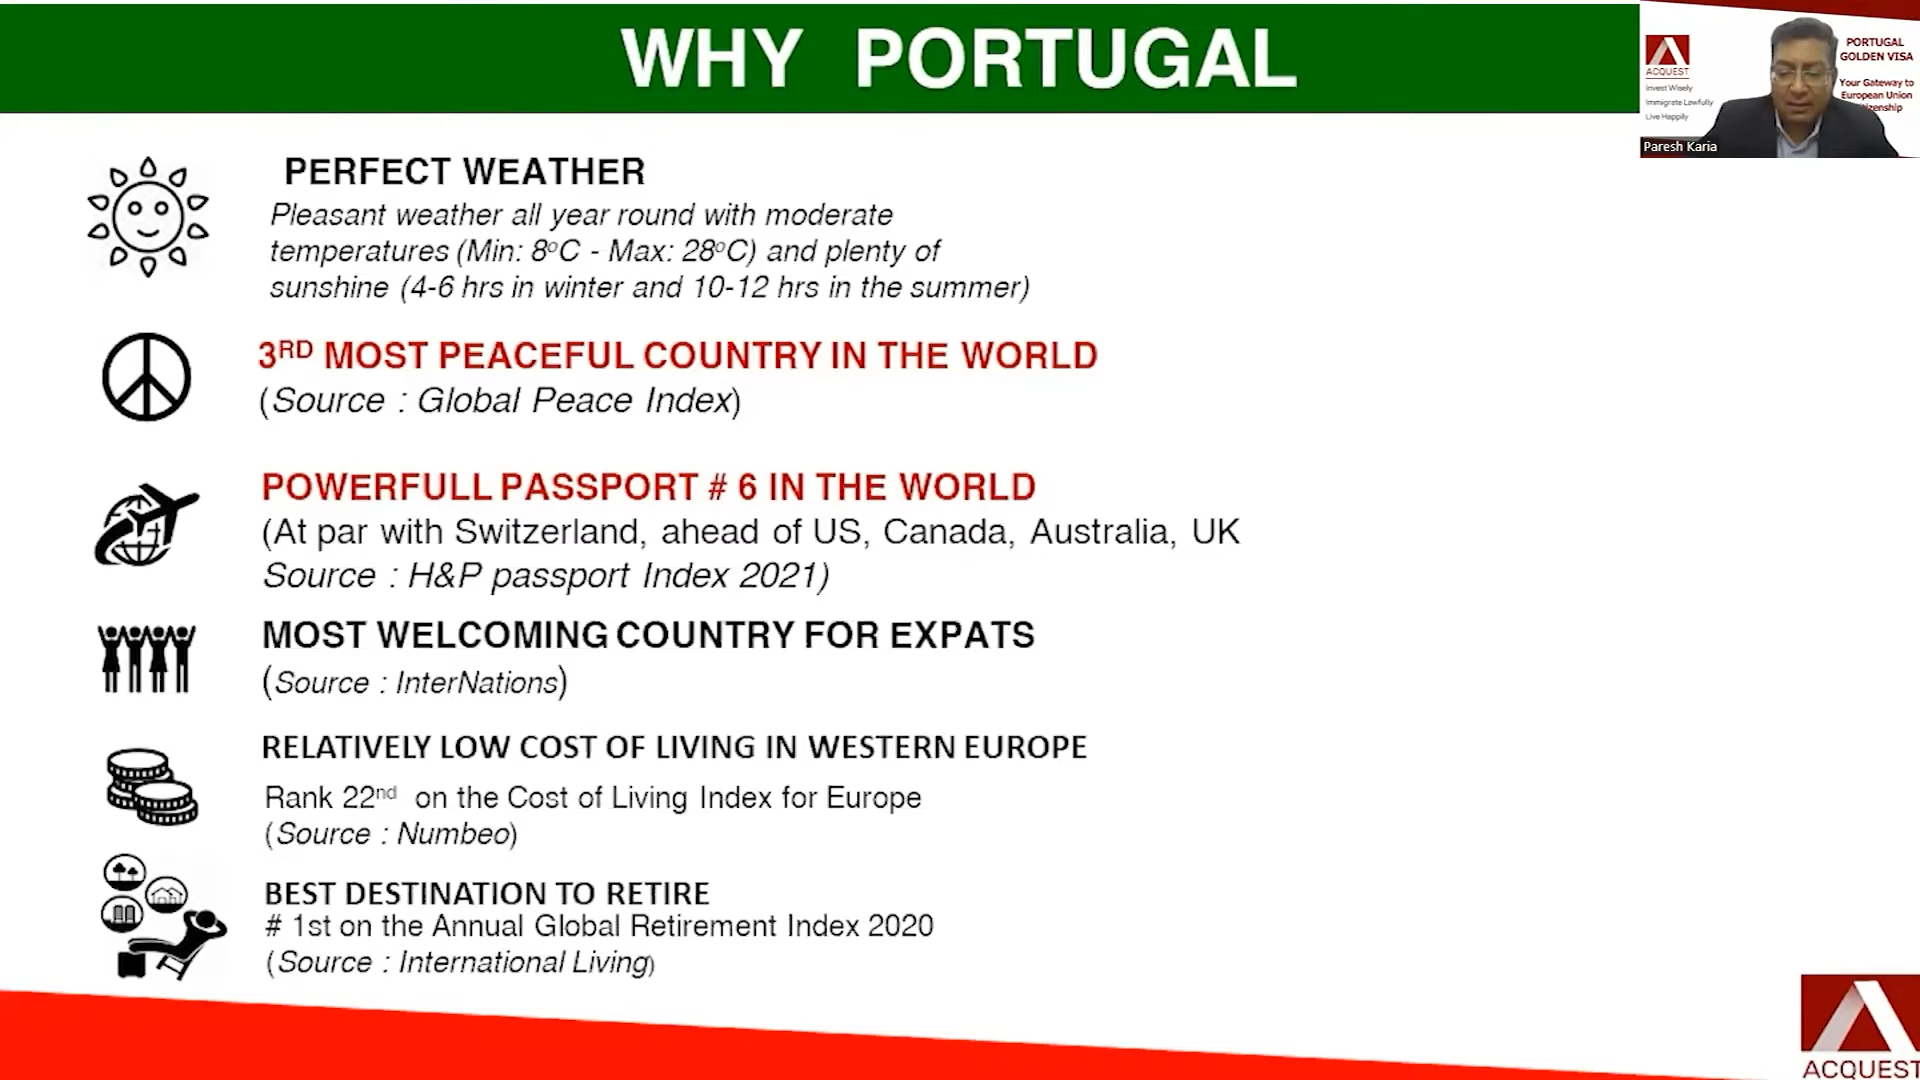 WHY PORTUGAL
PERFECT WEATHER
Pleasant weather all year round with moderate
temperatures (Min: 8ºC - Max: 28ºC) and plenty of
sunshine (4-6 hrs in winter and 10-12 hrs in the summer)
3RD MOST PEACEFUL COUNTRY IN THE WORLD
(Source : Global Peace Index)
POWERFULL PASSPORT # 6 IN THE WORLD
(At par with Switzerland, ahead of US, Canada, Australia, UK
Source : H&P passport Index 2021)
MOST WELCOMING COUNTRY FOR EXPATS
(Source : InterNations)
RELATIVELY LOW COST OF LIVING IN WESTERN EUROPE
Rank 22nd on the Cost of Living Index for Europe
(Source : Numbeo)
BEST DESTINATION TO RETIRE
# 1st on the Annual Global Retirement Index 2020
(Source : International Living)
ACQUEST
Invest Wisely
Immigrate Lawfully
Live Happily
PORTUGAL
GOLDEN VISA
Your Gateway to
European Union
Paresh Karia
ACQUEST